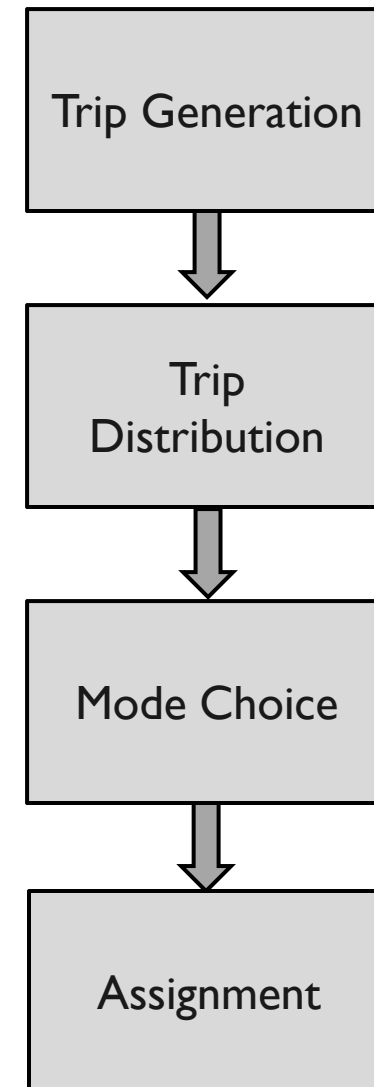 Trip Generation
Trip
Distribution
Mode Choice
Assignment